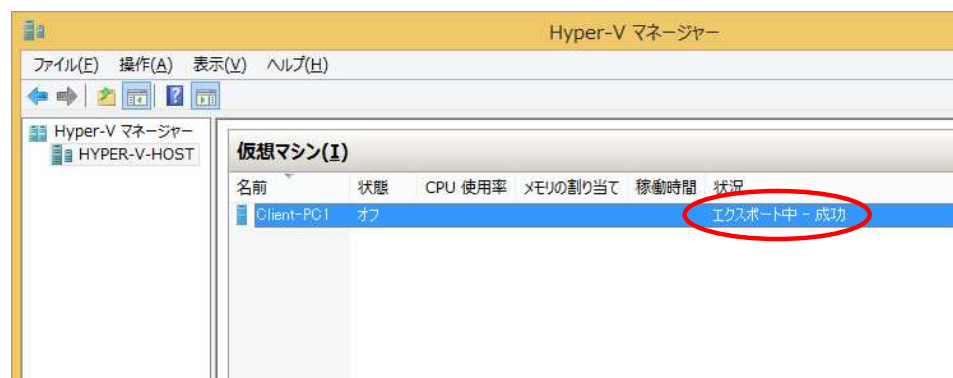 Hyper-V マネージャー
ファイル(F) 操作(A) 表示(V) ヘルプ(H)
Hyper-V マネージャー
HYPER-V-HOST
仮想マシン(I)
名前 状態 CPU 使用率 メモリの割り当て 稼働時間 状況
Client-PC1 オフ エクスポート中 - 成功